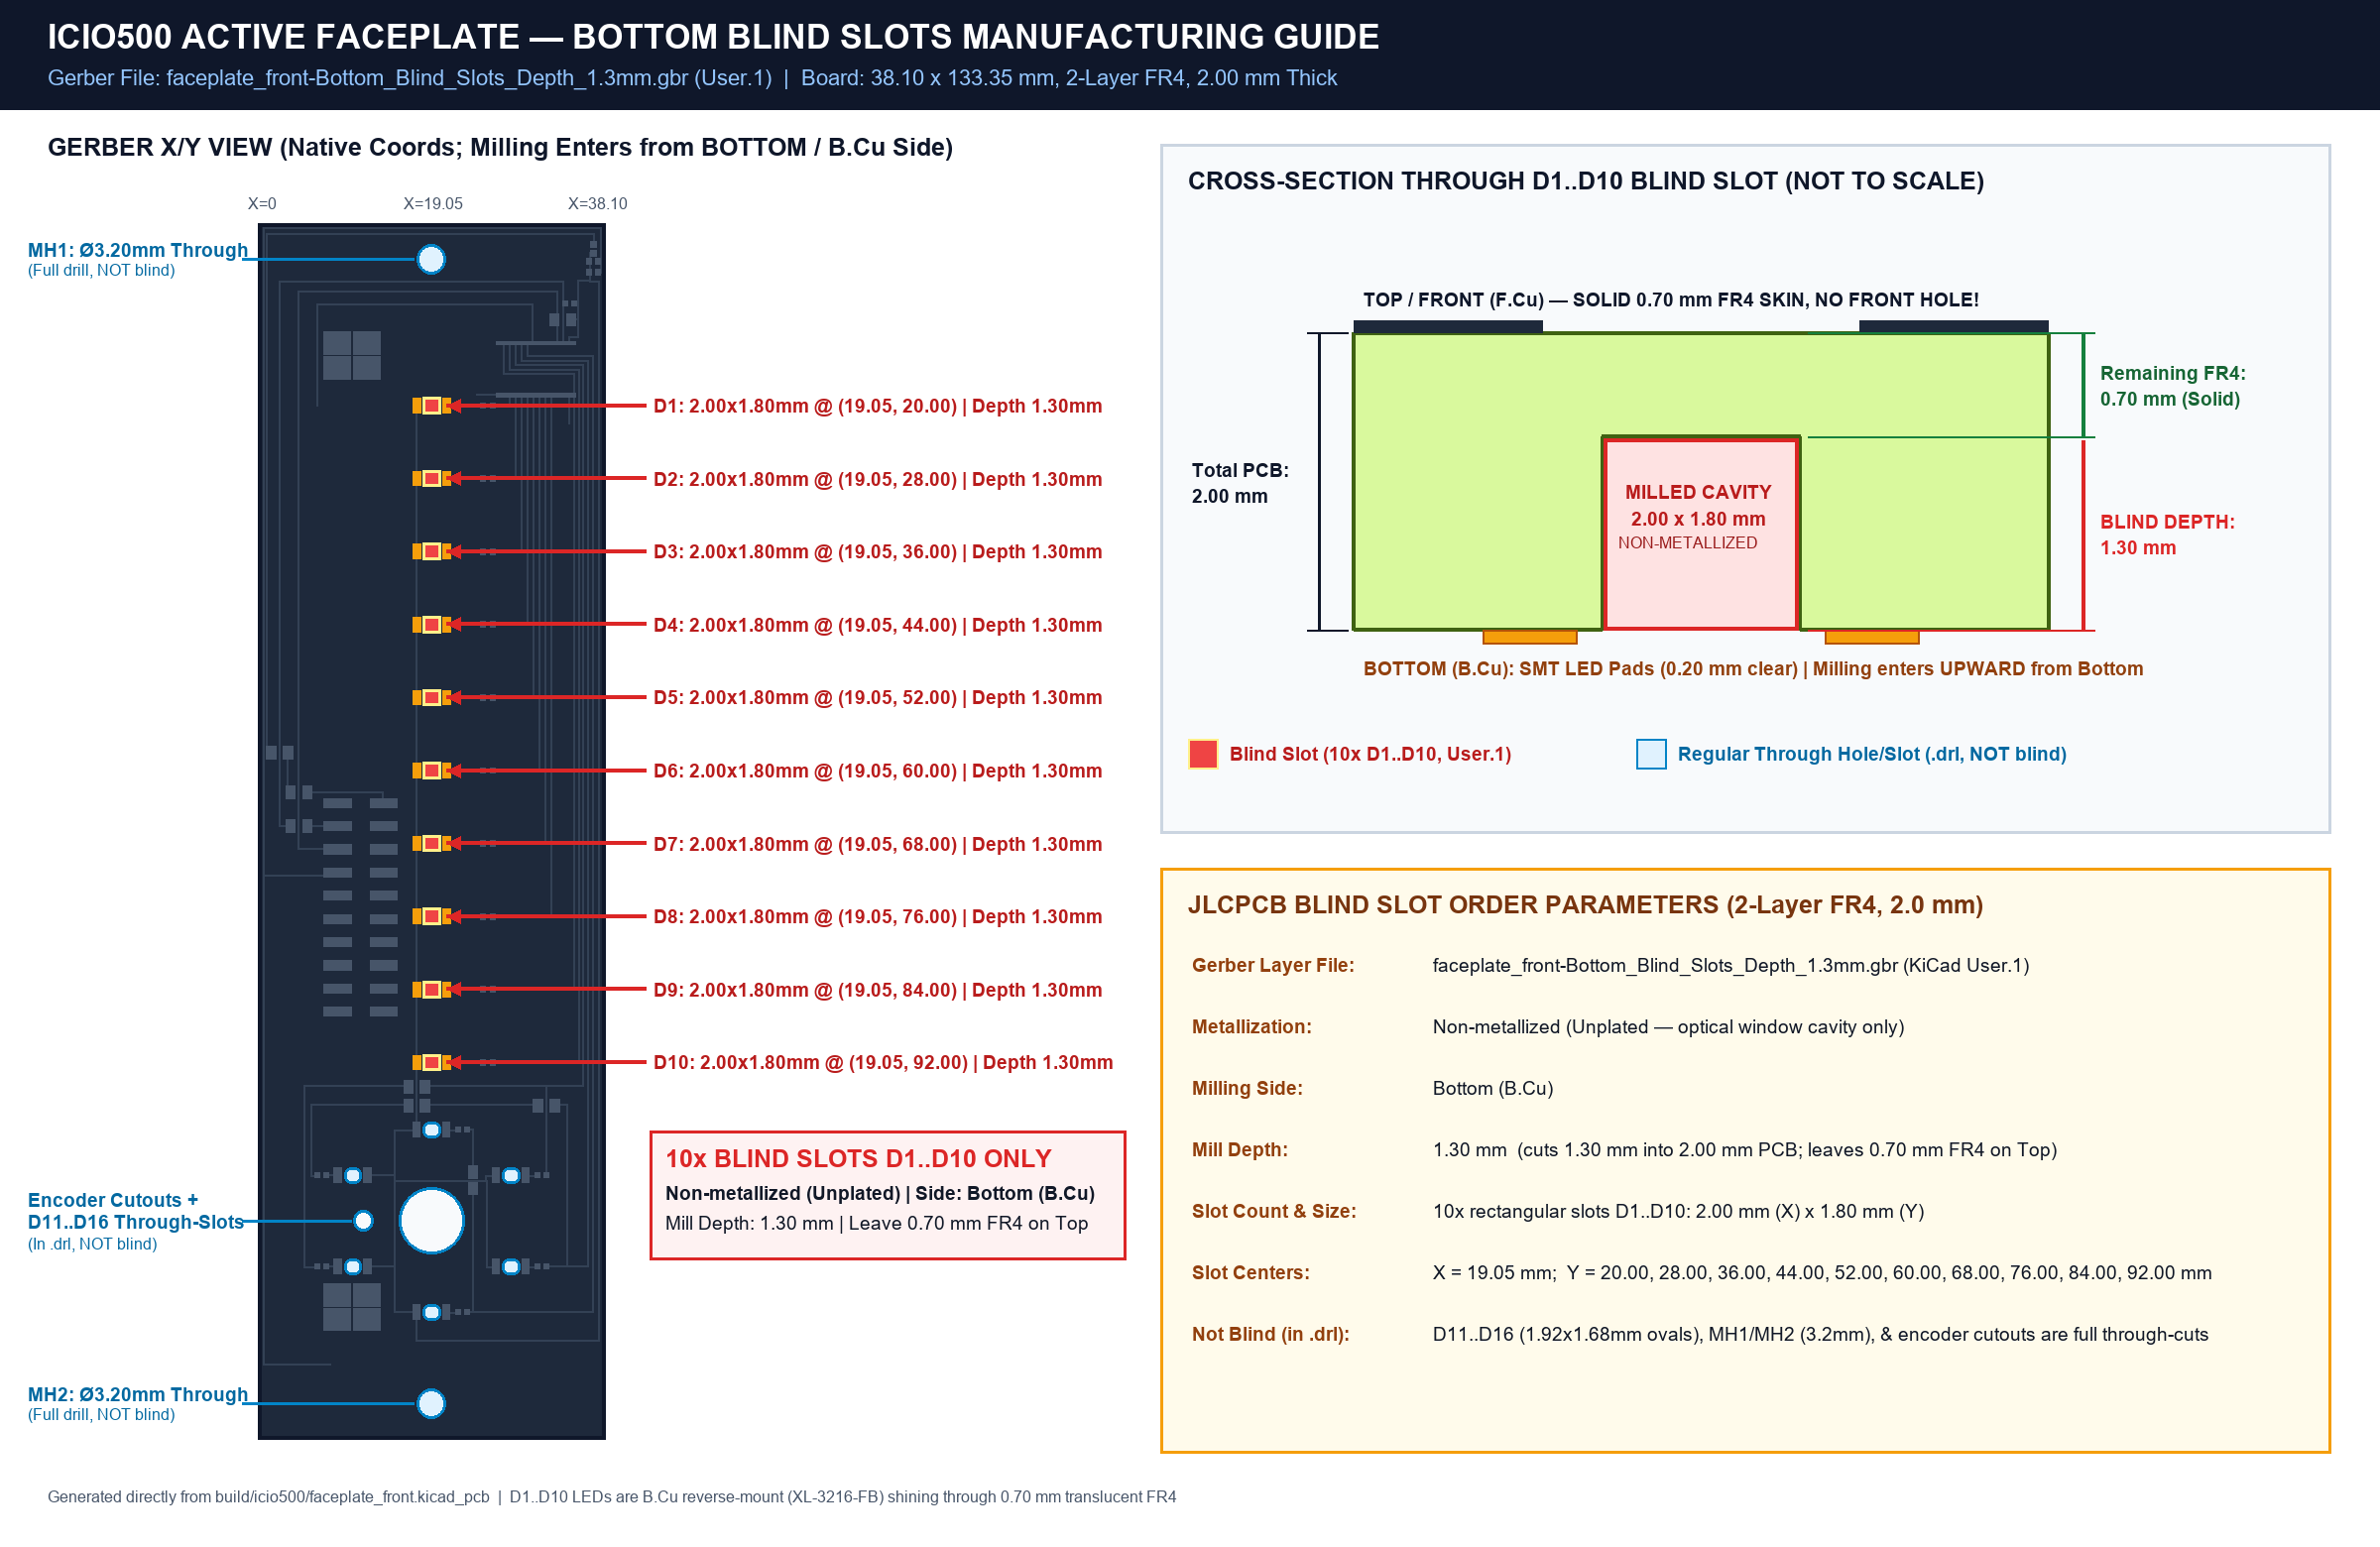 ICIO500 ACTIVE FACEPLATE — BOTTOM BLIND SLOTS MANUFACTURING GUIDE
Gerber File: faceplate_front-Bottom_Blind_Slots_Depth_1.3mm.gbr (User.1) | Board: 38.10 x 133.35 mm, 2-Layer FR4, 2.00 mm Thick
GERBER X/Y VIEW (Native Coords; Milling Enters from BOTTOM / B.Cu Side)
X=0
X=19.05
X=38.10
MH1: Ø3.20mm Through
(Full drill, NOT blind)
D1: 2.00x1.80mm @ (19.05, 20.00) | Depth 1.30mm
D2: 2.00x1.80mm @ (19.05, 28.00) | Depth 1.30mm
D3: 2.00x1.80mm @ (19.05, 36.00) | Depth 1.30mm
D4: 2.00x1.80mm @ (19.05, 44.00) | Depth 1.30mm
D5: 2.00x1.80mm @ (19.05, 52.00) | Depth 1.30mm
D6: 2.00x1.80mm @ (19.05, 60.00) | Depth 1.30mm
D7: 2.00x1.80mm @ (19.05, 68.00) | Depth 1.30mm
D8: 2.00x1.80mm @ (19.05, 76.00) | Depth 1.30mm
D9: 2.00x1.80mm @ (19.05, 84.00) | Depth 1.30mm
D10: 2.00x1.80mm @ (19.05, 92.00) | Depth 1.30mm
10x BLIND SLOTS D1..D10 ONLY
Non-metallized (Unplated) | Side: Bottom (B.Cu)
Mill Depth: 1.30 mm | Leave 0.70 mm FR4 on Top
Encoder Cutouts +
D11..D16 Through-Slots
(In .drl, NOT blind)
MH2: Ø3.20mm Through
(Full drill, NOT blind)
CROSS-SECTION THROUGH D1..D10 BLIND SLOT (NOT TO SCALE)
TOP / FRONT (F.Cu) — SOLID 0.70 mm FR4 SKIN, NO FRONT HOLE!
Remaining FR4:
0.70 mm (Solid)
Total PCB:
2.00 mm
MILLED CAVITY
2.00 x 1.80 mm
NON-METALLIZED
BLIND DEPTH:
1.30 mm
BOTTOM (B.Cu): SMT LED Pads (0.20 mm clear) | Milling enters UPWARD from Bottom
Blind Slot (10x D1..D10, User.1)
Regular Through Hole/Slot (.drl, NOT blind)
JLCPCB BLIND SLOT ORDER PARAMETERS (2-Layer FR4, 2.0 mm)
Gerber Layer File: faceplate_front-Bottom_Blind_Slots_Depth_1.3mm.gbr (KiCad User.1)
Metallization: Non-metallized (Unplated — optical window cavity only)
Milling Side: Bottom (B.Cu)
Mill Depth: 1.30 mm (cuts 1.30 mm into 2.00 mm PCB; leaves 0.70 mm FR4 on Top)
Slot Count & Size: 10x rectangular slots D1..D10: 2.00 mm (X) x 1.80 mm (Y)
Slot Centers: X = 19.05 mm; Y = 20.00, 28.00, 36.00, 44.00, 52.00, 60.00, 68.00, 76.00, 84.00, 92.00 mm
Not Blind (in .drl): D11..D16 (1.92x1.68mm ovals), MH1/MH2 (3.2mm), & encoder cutouts are full through-cuts
Generated directly from build/icio500/faceplate_front.kicad_pcb | D1..D10 LEDs are B.Cu reverse-mount (XL-3216-FB) shining through 0.70 mm translucent FR4